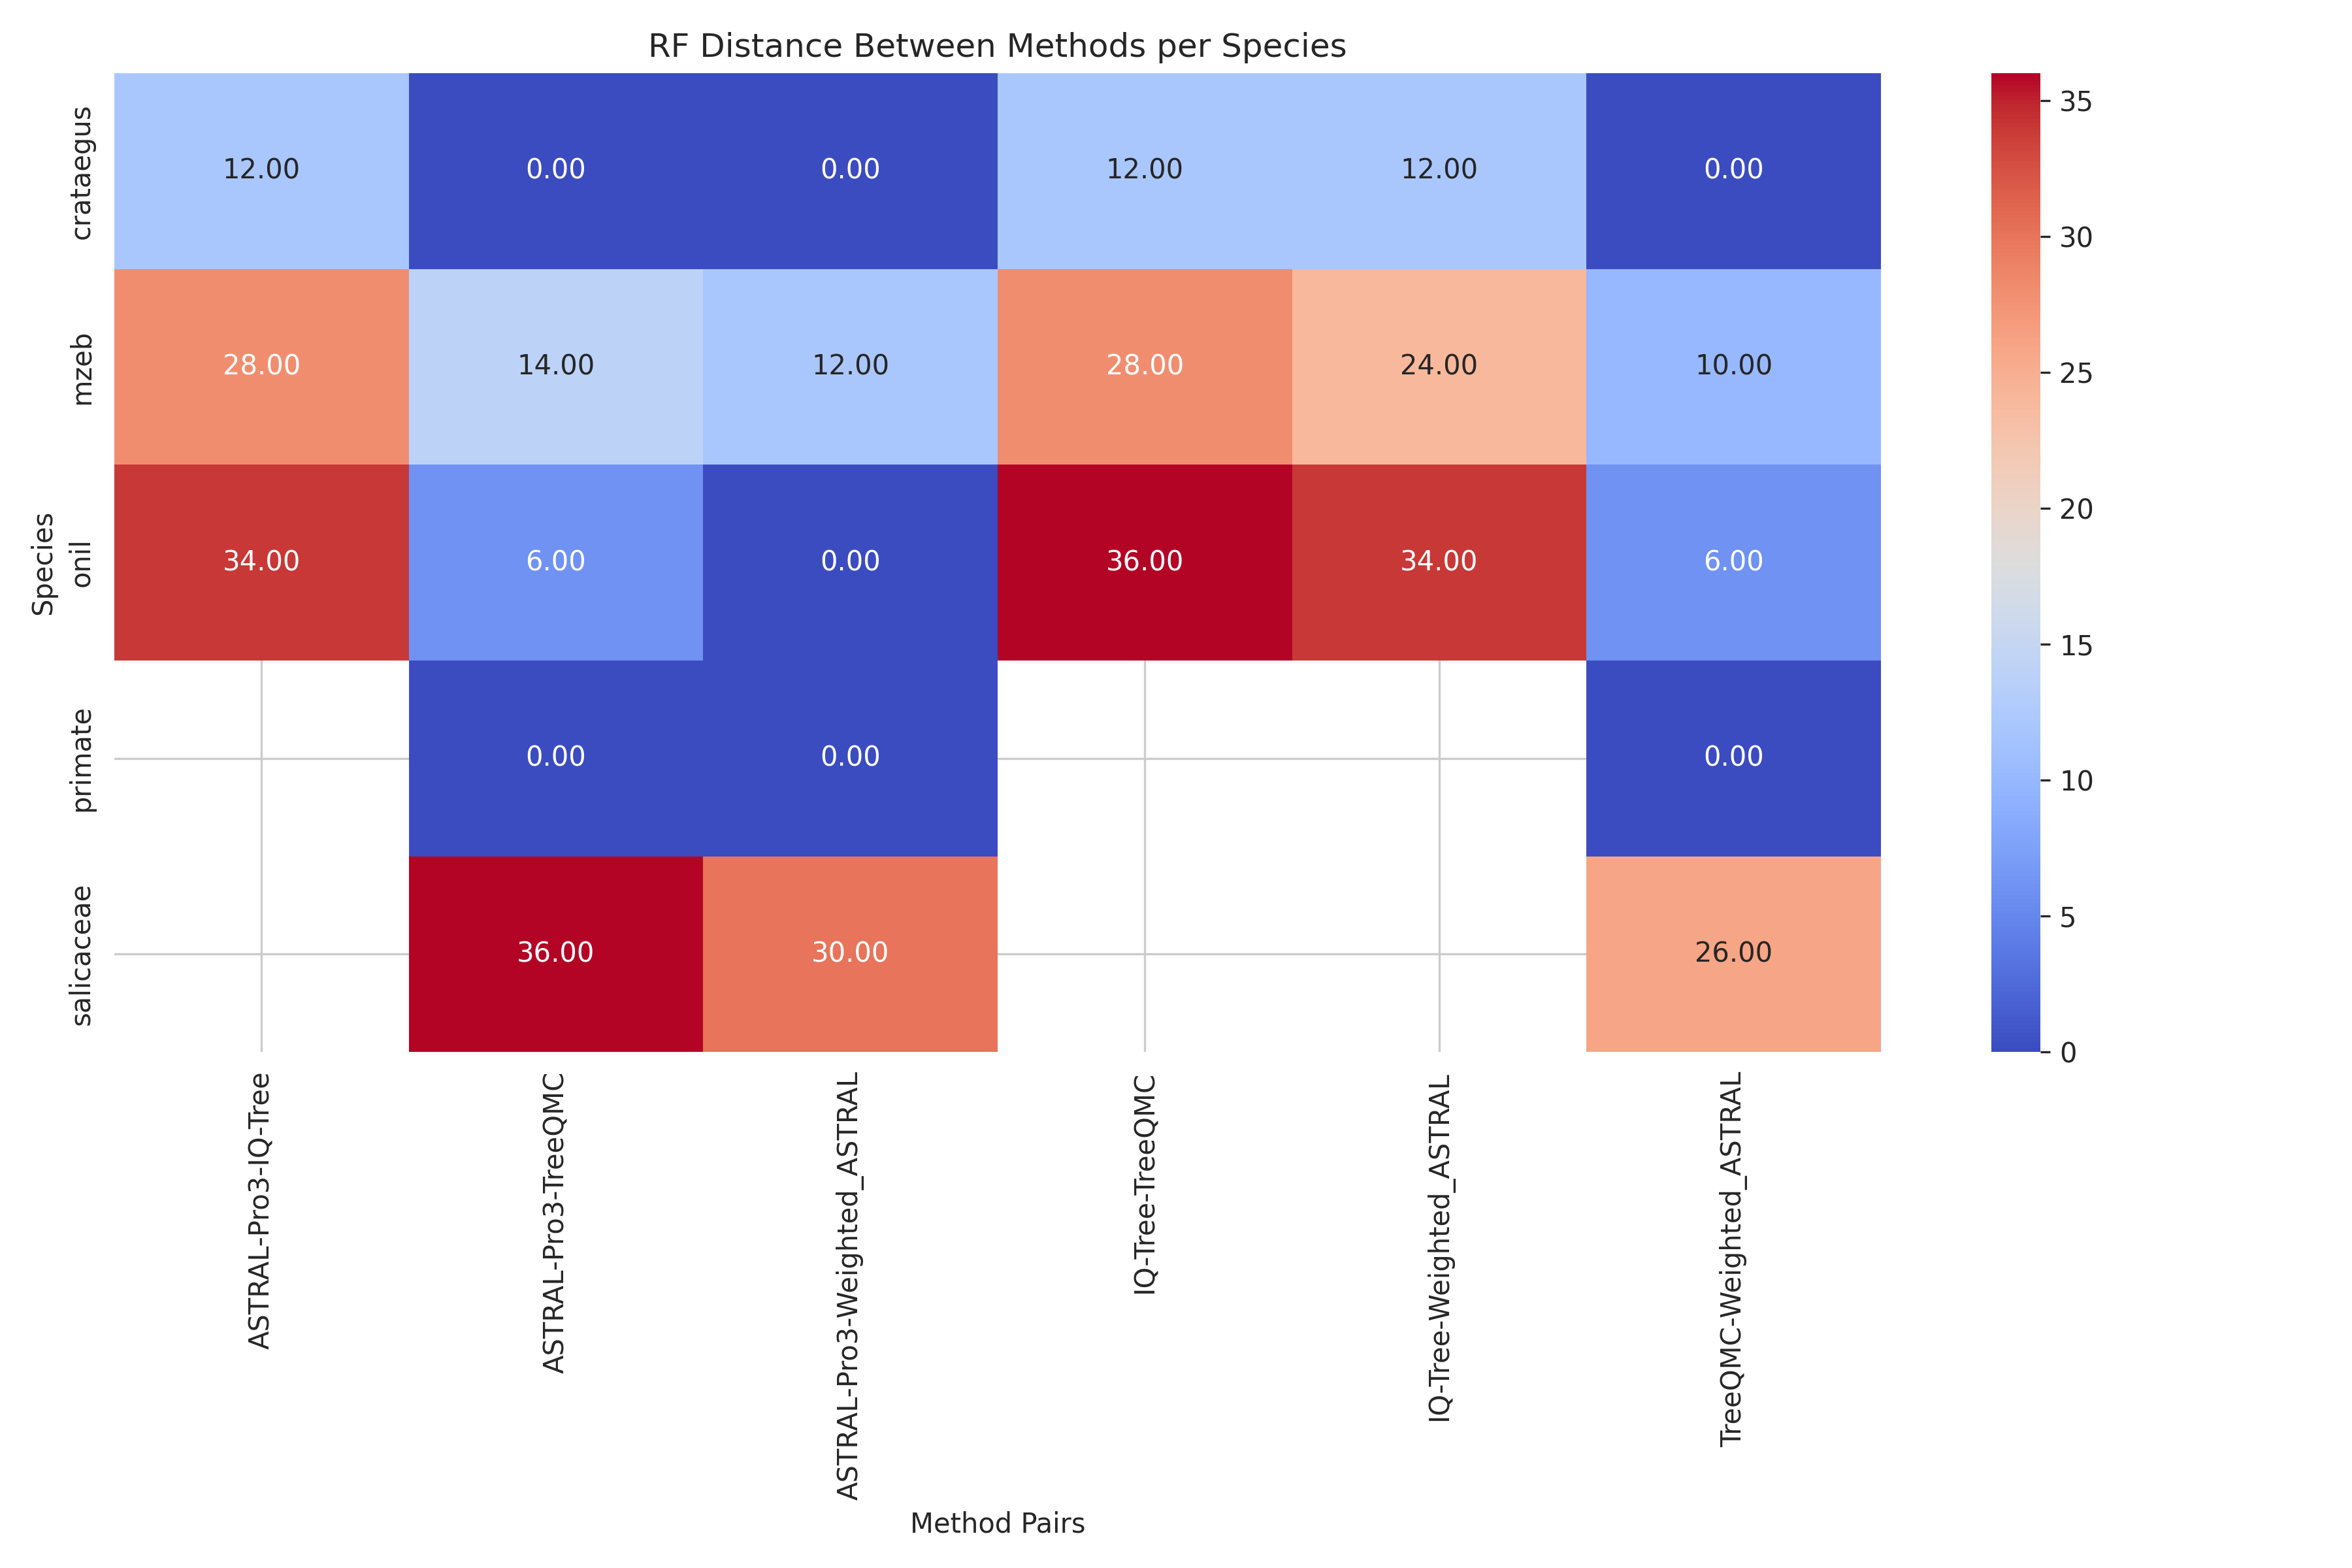 RF Distance Between Methods per Species
Species
crataegus
12.00 0.00 0.00 12.00 12.00 0.00
mzeb
28.00 14.00 12.00 28.00 24.00 10.00
onil
34.00 6.00 0.00 36.00 34.00 6.00
primate
0.00 0.00 0.00
salicaceae
36.00 30.00 26.00
ASTRAL-Pro3-IQ-Tree
ASTRAL-Pro3-TreeQMC
ASTRAL-Pro3-Weighted_ASTRAL
IQ-Tree-TreeQMC
IQ-Tree-Weighted_ASTRAL
TreeQMC-Weighted_ASTRAL
Method Pairs
35
30
25
20
15
10
5
0